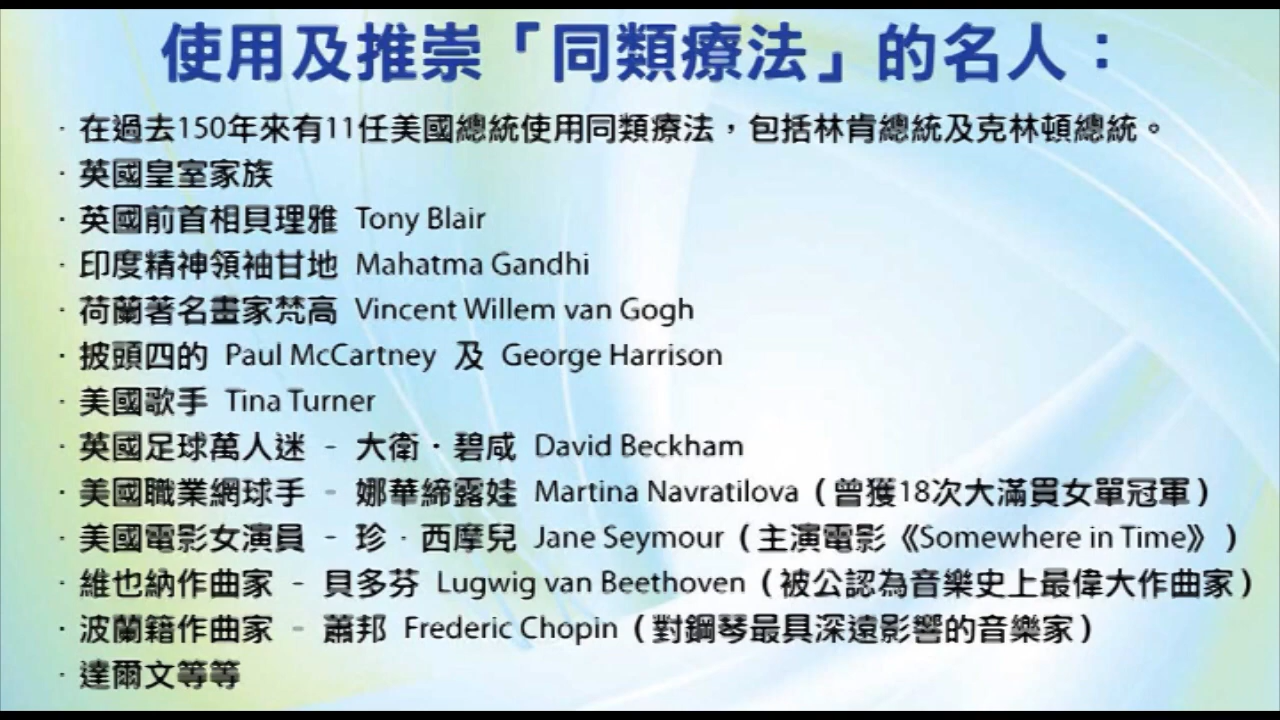 使用及推崇「同類療法」的名人：
· 在過去150年來有11任美國總統使用同類療法，包括林肯總統及克林頓總統。
· 英國皇室家族
· 英國前首相貝理雅 Tony Blair
· 印度精神領袖甘地 Mahatma Gandhi
· 荷蘭著名畫家梵高 Vincent Willem van Gogh
· 披頭四的 Paul McCartney 及 George Harrison
· 美國歌手 Tina Turner
· 英國足球萬人迷 - 大衛·碧咸 David Beckham
· 美國職業網球手 - 娜華締露娃 Martina Navratilova（曾獲18次大滿貫女單冠軍）
· 美國電影女演員 - 珍·西摩兒 Jane Seymour（主演電影《Somewhere in Time》）
· 維也納作曲家 - 貝多芬 Lugwig van Beethoven（被公認為音樂史上最偉大作曲家）
· 波蘭籍作曲家 - 蕭邦 Frederic Chopin（對鋼琴最具深遠影響的音樂家）
· 達爾文等等